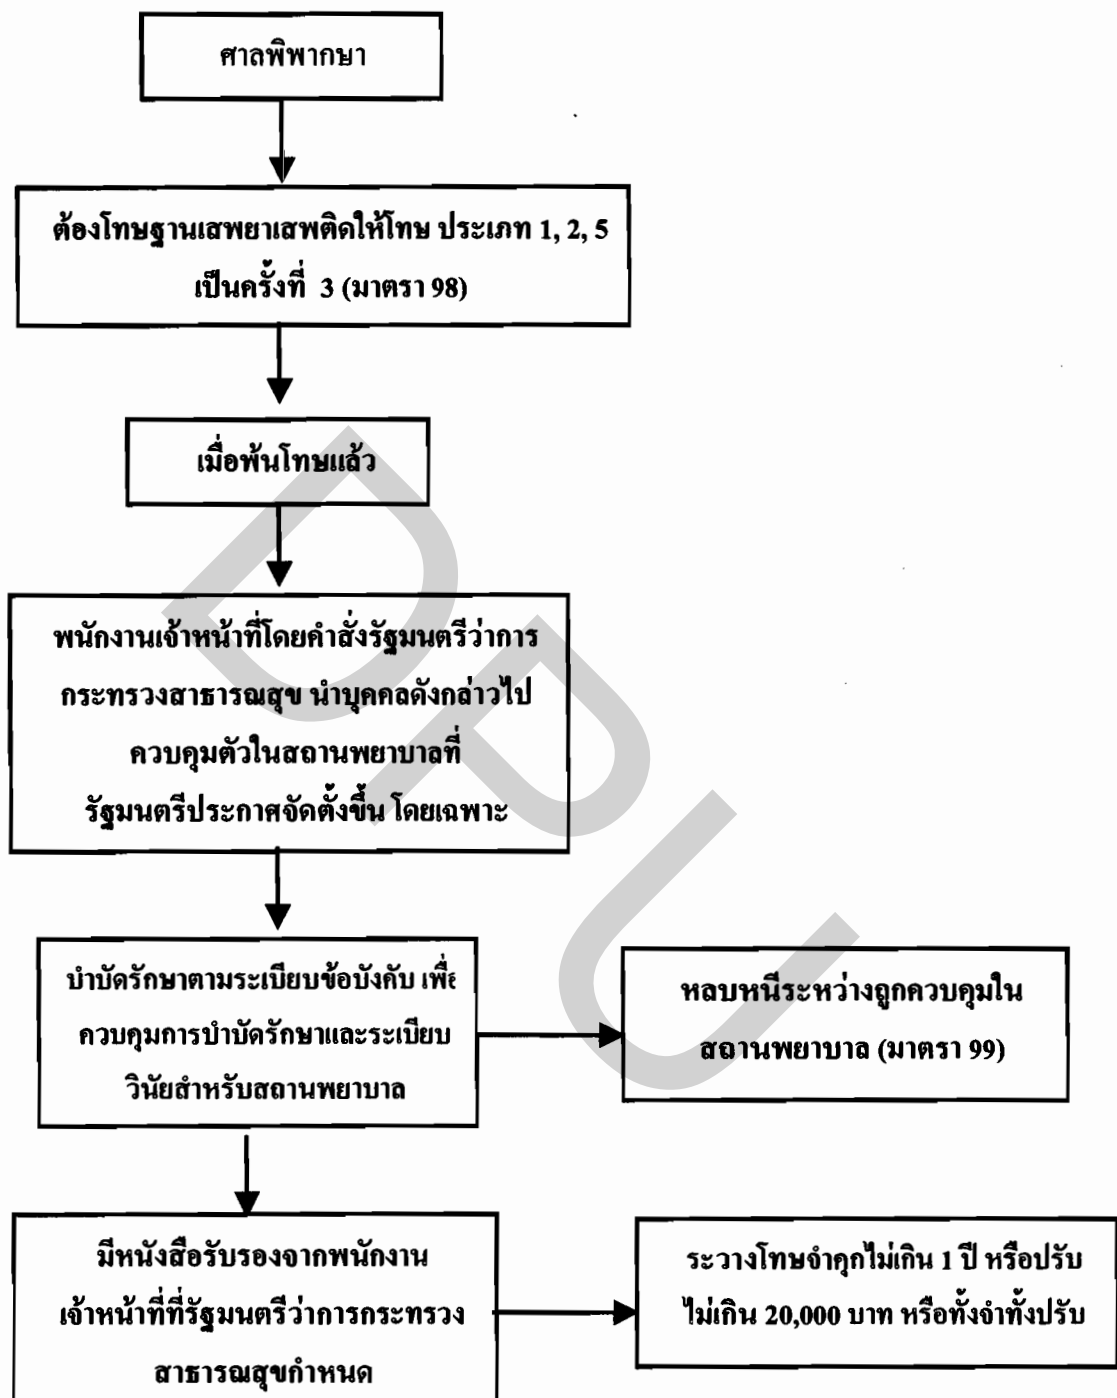 ศาลพิพากษา
ต้องโทษฐานเสพยาเสพติดให้โทษ ประเภท 1, 2, 5
เป็นครั้งที่ 3 (มาตรา 98)
เมื่อพ้นโทษแล้ว
พนักงานเจ้าหน้าที่โดยคำสั่งรัฐมนตรีว่าการ
กระทรวงสาธารณสุข นำบุคคลดังกล่าวไป
ควบคุมตัวในสถานพยาบาลที่
รัฐมนตรีประกาศจัดตั้งขึ้น โดยเฉพาะ
บำบัดรักษาตามระเบียบข้อบังคับ เพื่อ
ควบคุมการบำบัดรักษาและระเบียบ
วินัยสำหรับสถานพยาบาล
หลบหนีระหว่างถูกควบคุมใน
สถานพยาบาล (มาตรา 99)
มีหนังสือรับรองจากพนักงาน
เจ้าหน้าที่ที่รัฐมนตรีว่าการกระทรวง
สาธารณสุขกำหนด
ระวางโทษจำคุกไม่เกิน 1 ปี หรือปรับ
ไม่เกิน 20,000 บาท หรือทั้งจำทั้งปรับ
DPU